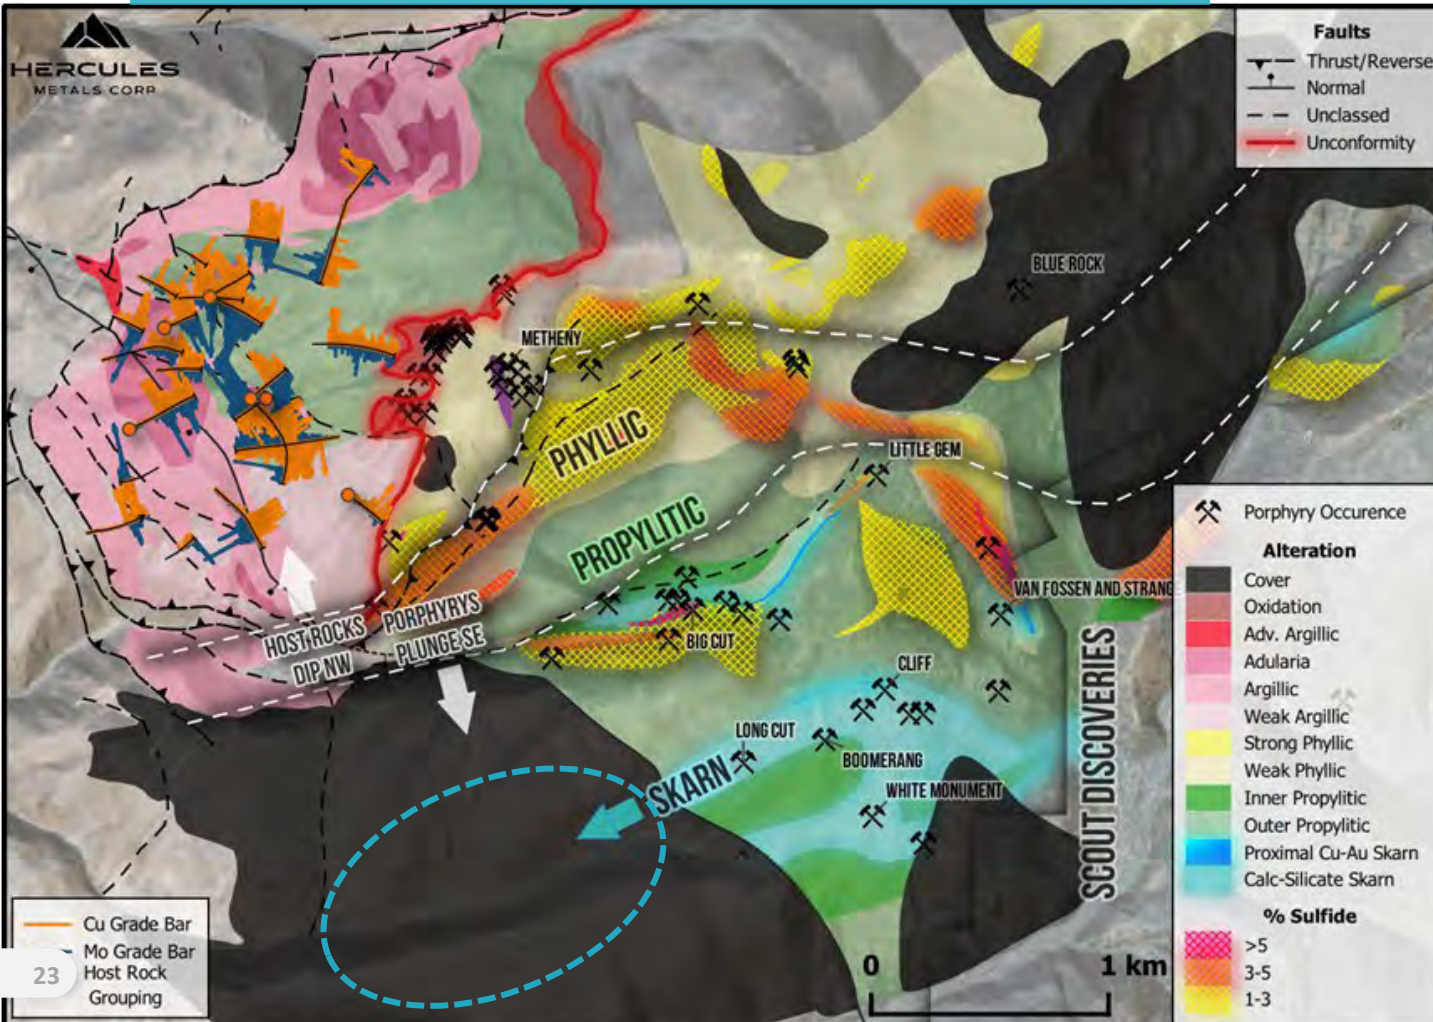 HERCULES
METALS CORP
Faults
Thrust/Reverse
Normal
Unclassed
Unconformity
BLUE ROCK
METHENY
PHYLLIC
LITTLE GEM
PROPYLITIC
VAN FOSSEN AND STRANGE
HOST ROCKS
DIP NW
PORPHYRYS
PLUNGE SE
BIG CUT
CLIFF
LONG CUT
BOOMERANG
SKARN
WHITE MONUMENT
SCOUT DISCOVERIES
Porphyry Occurence
Alteration
Cover
Oxidation
Adv. Argillic
Adularia
Argillic
Weak Argillic
Strong Phyllic
Weak Phyllic
Inner Propylitic
Outer Propylitic
Proximal Cu-Au Skarn
Calc-Silicate Skarn
% Sulfide
>5
3-5
1-3
Cu Grade Bar
Mo Grade Bar
Host Rock
Grouping
23
0 1 km